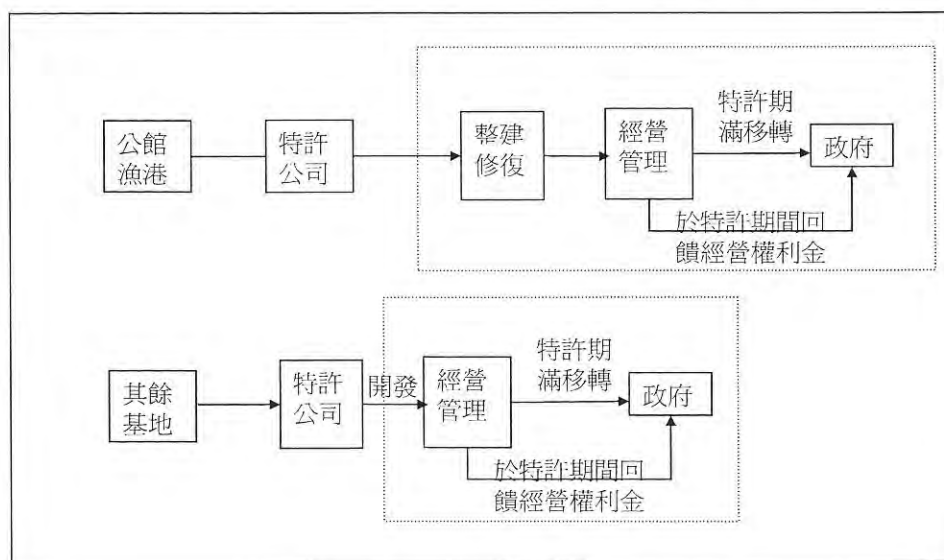 公館
漁港
特許
公司
整建
修復
經營
管理
特許期
滿移轉
政府
於特許期間回
饋經營權利金
其餘
基地
特許
公司
開發
經營
管理
特許期
滿移轉
政府
於特許期間回
饋經營權利金